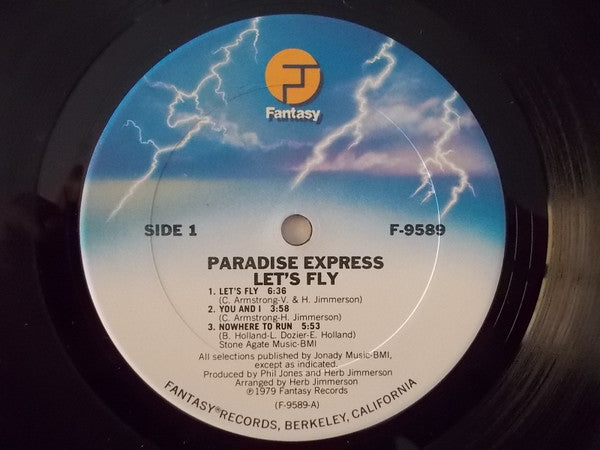 Fantasy
SIDE 1
F-9589
PARADISE EXPRESS
LET'S FLY
1. LET'S FLY 6:36
(C. Armstrong-V. & H. Jimmerson)
2. YOU AND I 3:58
(C. Armstrong-H. Jimmerson)
3. NOWHERE TO RUN 5:53
(B. Holland-L. Dozier-E. Holland)
Stone Agate Music-BMI
All selections published by Jonady Music-BMI,
except as indicated.
Produced by Phil Jones and Herb Jimmerson
Arranged by Herb Jimmerson
℗1979 Fantasy Records
(F-9589-A)
FANTASY® RECORDS, BERKELEY, CALIFORNIA